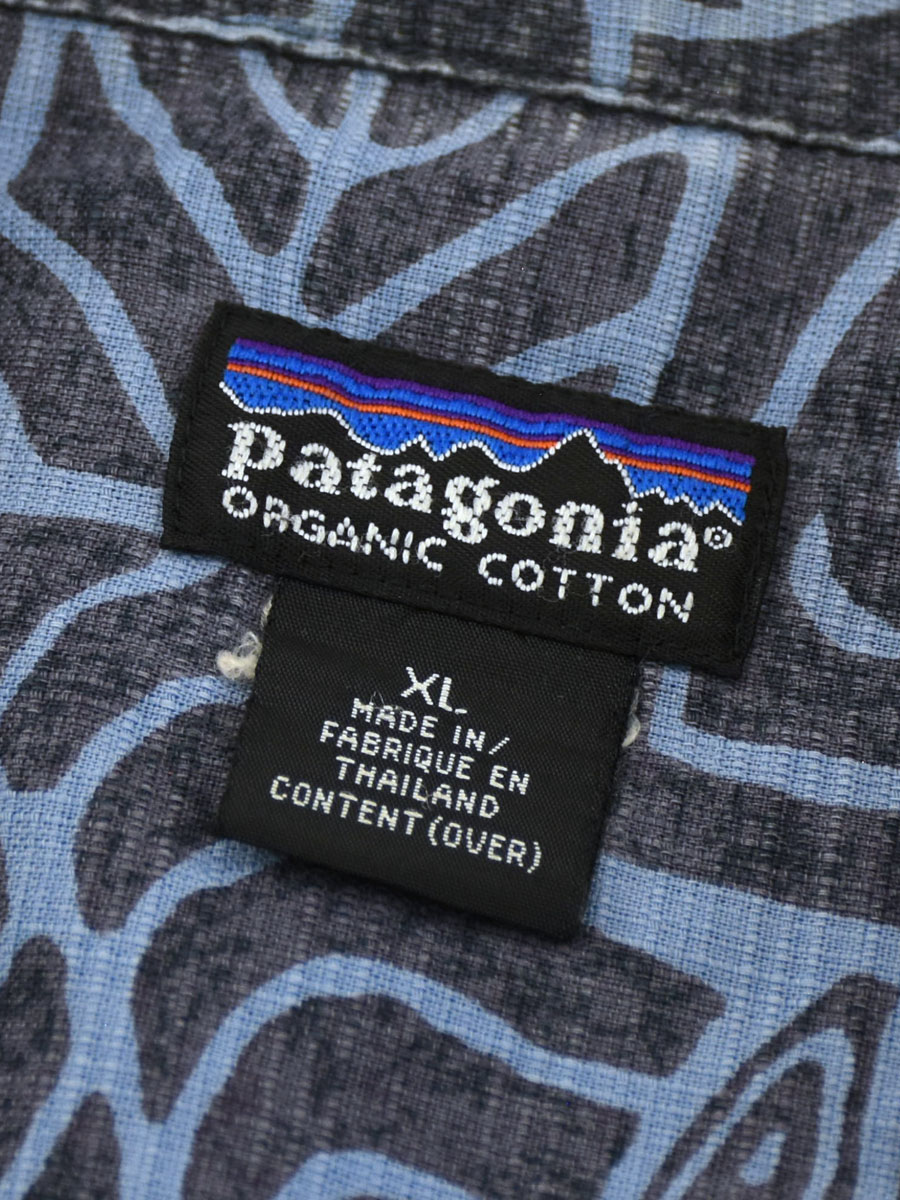 patagonia®
ORGANIC COTTON
XL
MADE IN/
FABRIQUE EN
THAILAND
CONTENT (OVER)